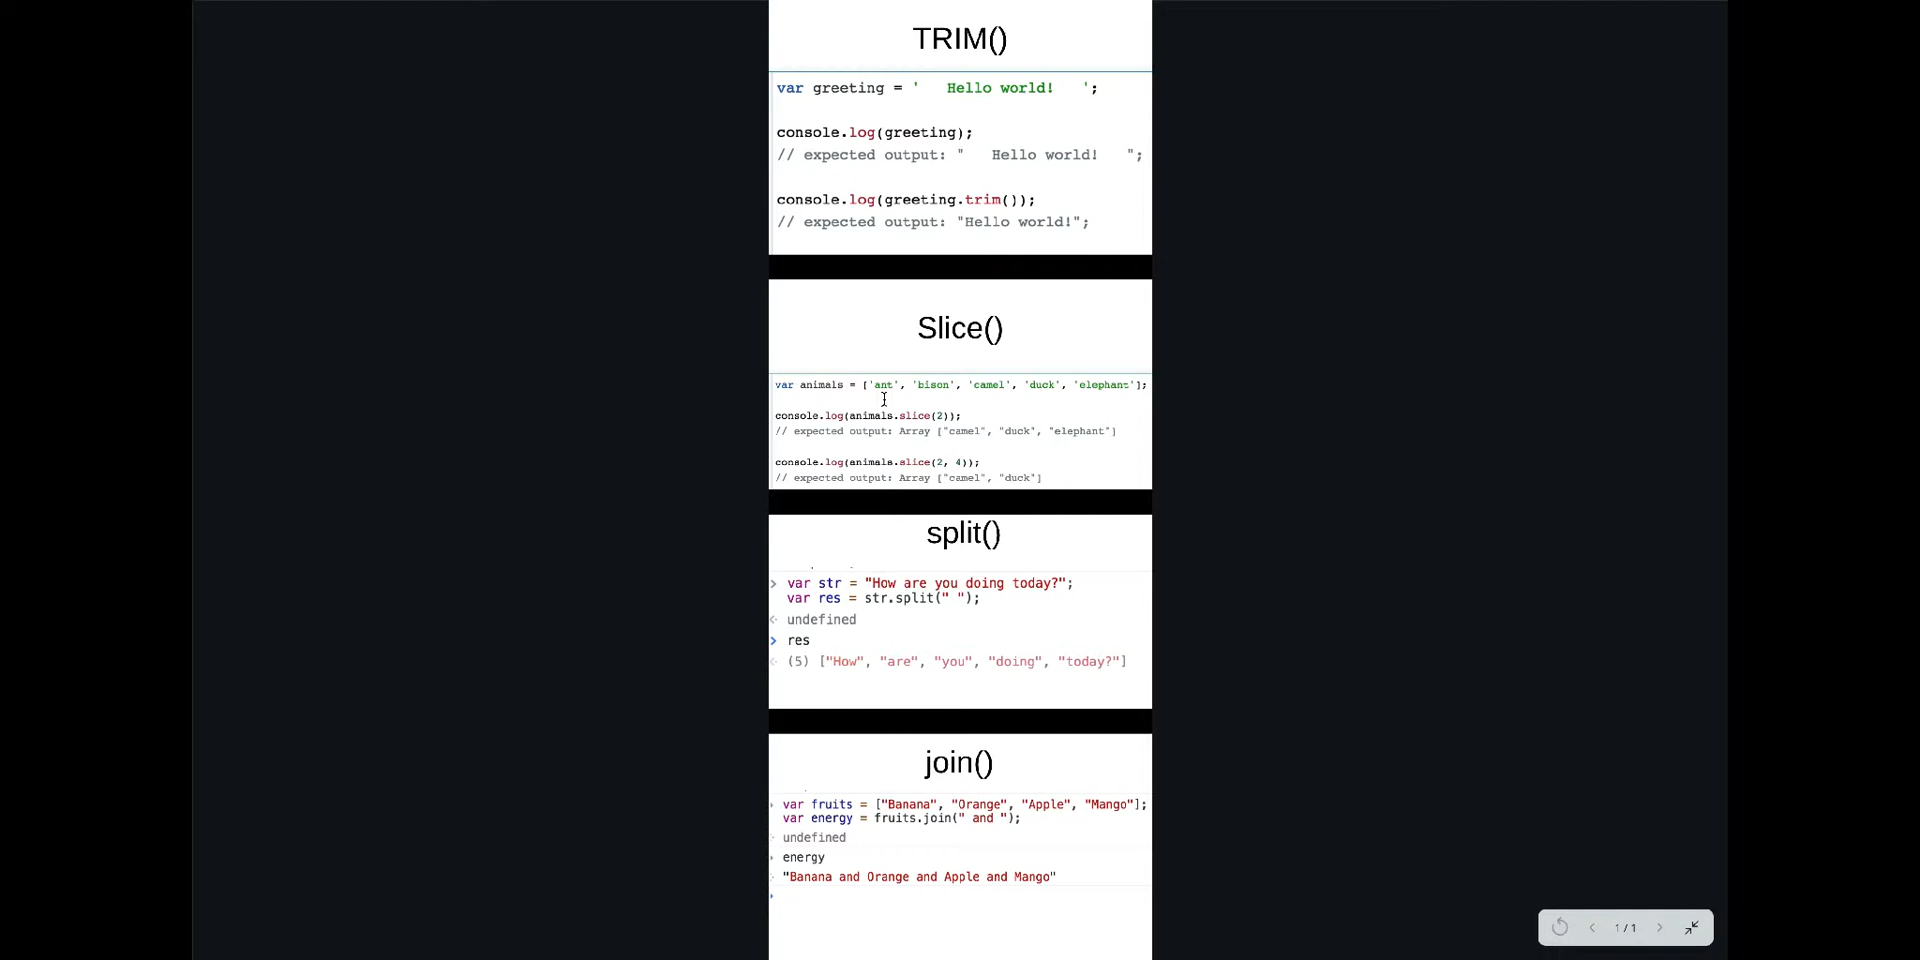 TRIM()
var greeting = '   Hello world!   ';
console.log(greeting);
// expected output: "   Hello world!   ";
console.log(greeting.trim());
// expected output: "Hello world!";
Slice()
var animals = ['ant', 'bison', 'camel', 'duck', 'elephant'];
console.log(animals.slice(2));
// expected output: Array ["camel", "duck", "elephant"]
console.log(animals.slice(2, 4));
// expected output: Array ["camel", "duck"]
split()
> var str = "How are you doing today?";
var res = str.split(" ");
undefined
> res
(5) ["How", "are", "you", "doing", "today?"]
join()
var fruits = ["Banana", "Orange", "Apple", "Mango"];
var energy = fruits.join(" and ");
undefined
energy
"Banana and Orange and Apple and Mango"
1 / 1